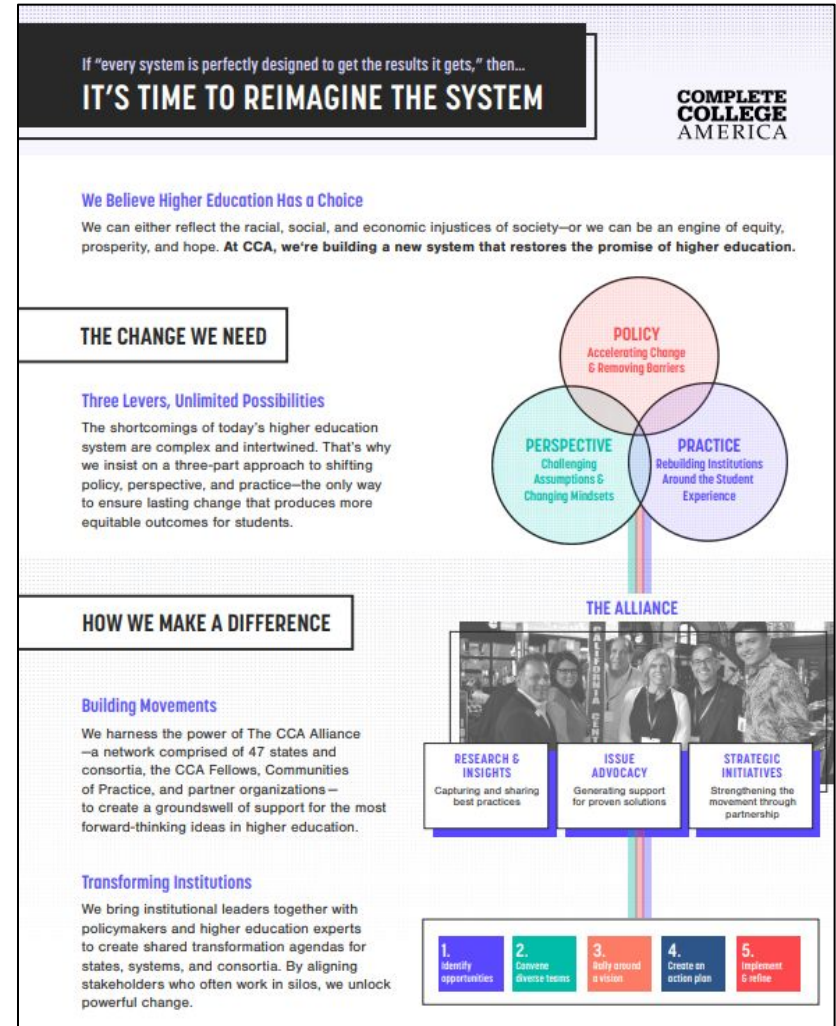 If “every system is perfectly designed to get the results it gets,” then...
IT’S TIME TO REIMAGINE THE SYSTEM
COMPLETE
COLLEGE
AMERICA
We Believe Higher Education Has a Choice
We can either reflect the racial, social, and economic injustices of society—or we can be an engine of equity,
prosperity, and hope. At CCA, we're building a new system that restores the promise of higher education.
THE CHANGE WE NEED
Three Levers, Unlimited Possibilities
The shortcomings of today’s higher education
system are complex and intertwined. That’s why
we insist on a three-part approach to shifting
policy, perspective, and practice—the only way
to ensure lasting change that produces more
equitable outcomes for students.
POLICY
Accelerating Change
& Removing Barriers
PERSPECTIVE
Challenging
Assumptions &
Changing Mindsets
PRACTICE
Rebuilding Institutions
Around the Student
Experience
HOW WE MAKE A DIFFERENCE
Building Movements
We harness the power of The CCA Alliance
—a network comprised of 47 states and
consortia, the CCA Fellows, Communities
of Practice, and partner organizations—
to create a groundswell of support for the most
forward-thinking ideas in higher education.
Transforming Institutions
We bring institutional leaders together with
policymakers and higher education experts
to create shared transformation agendas for
states, systems, and consortia. By aligning
stakeholders who often work in silos, we unlock
powerful change.
THE ALLIANCE
CALIFORNIA CENT
RESEARCH &
INSIGHTS
Capturing and sharing
best practices
ISSUE
ADVOCACY
Generating support
for proven solutions
STRATEGIC
INITIATIVES
Strengthening the
movement through
partnership
1.
Identify
opportunities
2.
Convene
diverse teams
3.
Rally around
a vision
4.
Create an
action plan
5.
Implement
& refine